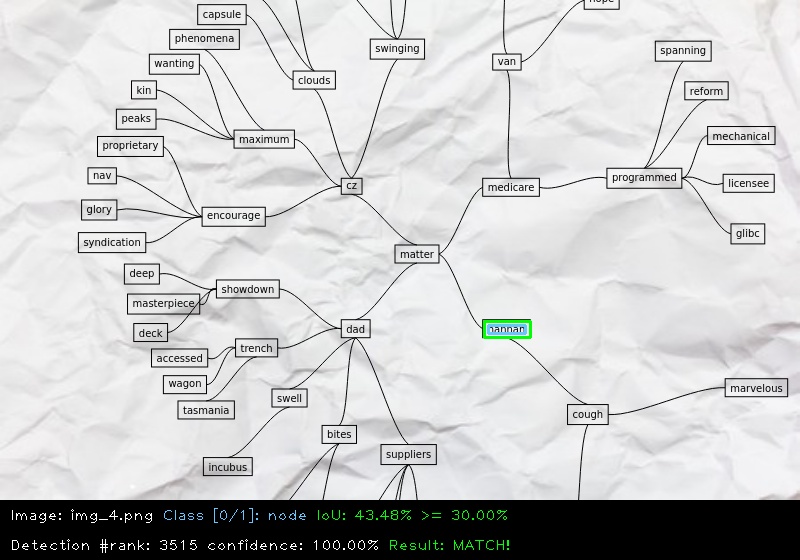 hope
capsule
phenomena
swinging
spanning
wanting
van
clouds
kin
reform
peaks
maximum
mechanical
proprietary
nav
cz
medicare
programmed
licensee
glory
encourage
glibc
syndication
matter
deep
showdown
masterpiece
deck
dad
accessed
trench
wagon
swell
marvelous
tasmania
cough
bites
suppliers
incubus
Image: img_4.png Class [0/1]: node IoU: 43.48% >= 30.00%
Detection #rank: 3515 confidence: 100.00% Result: MATCH!